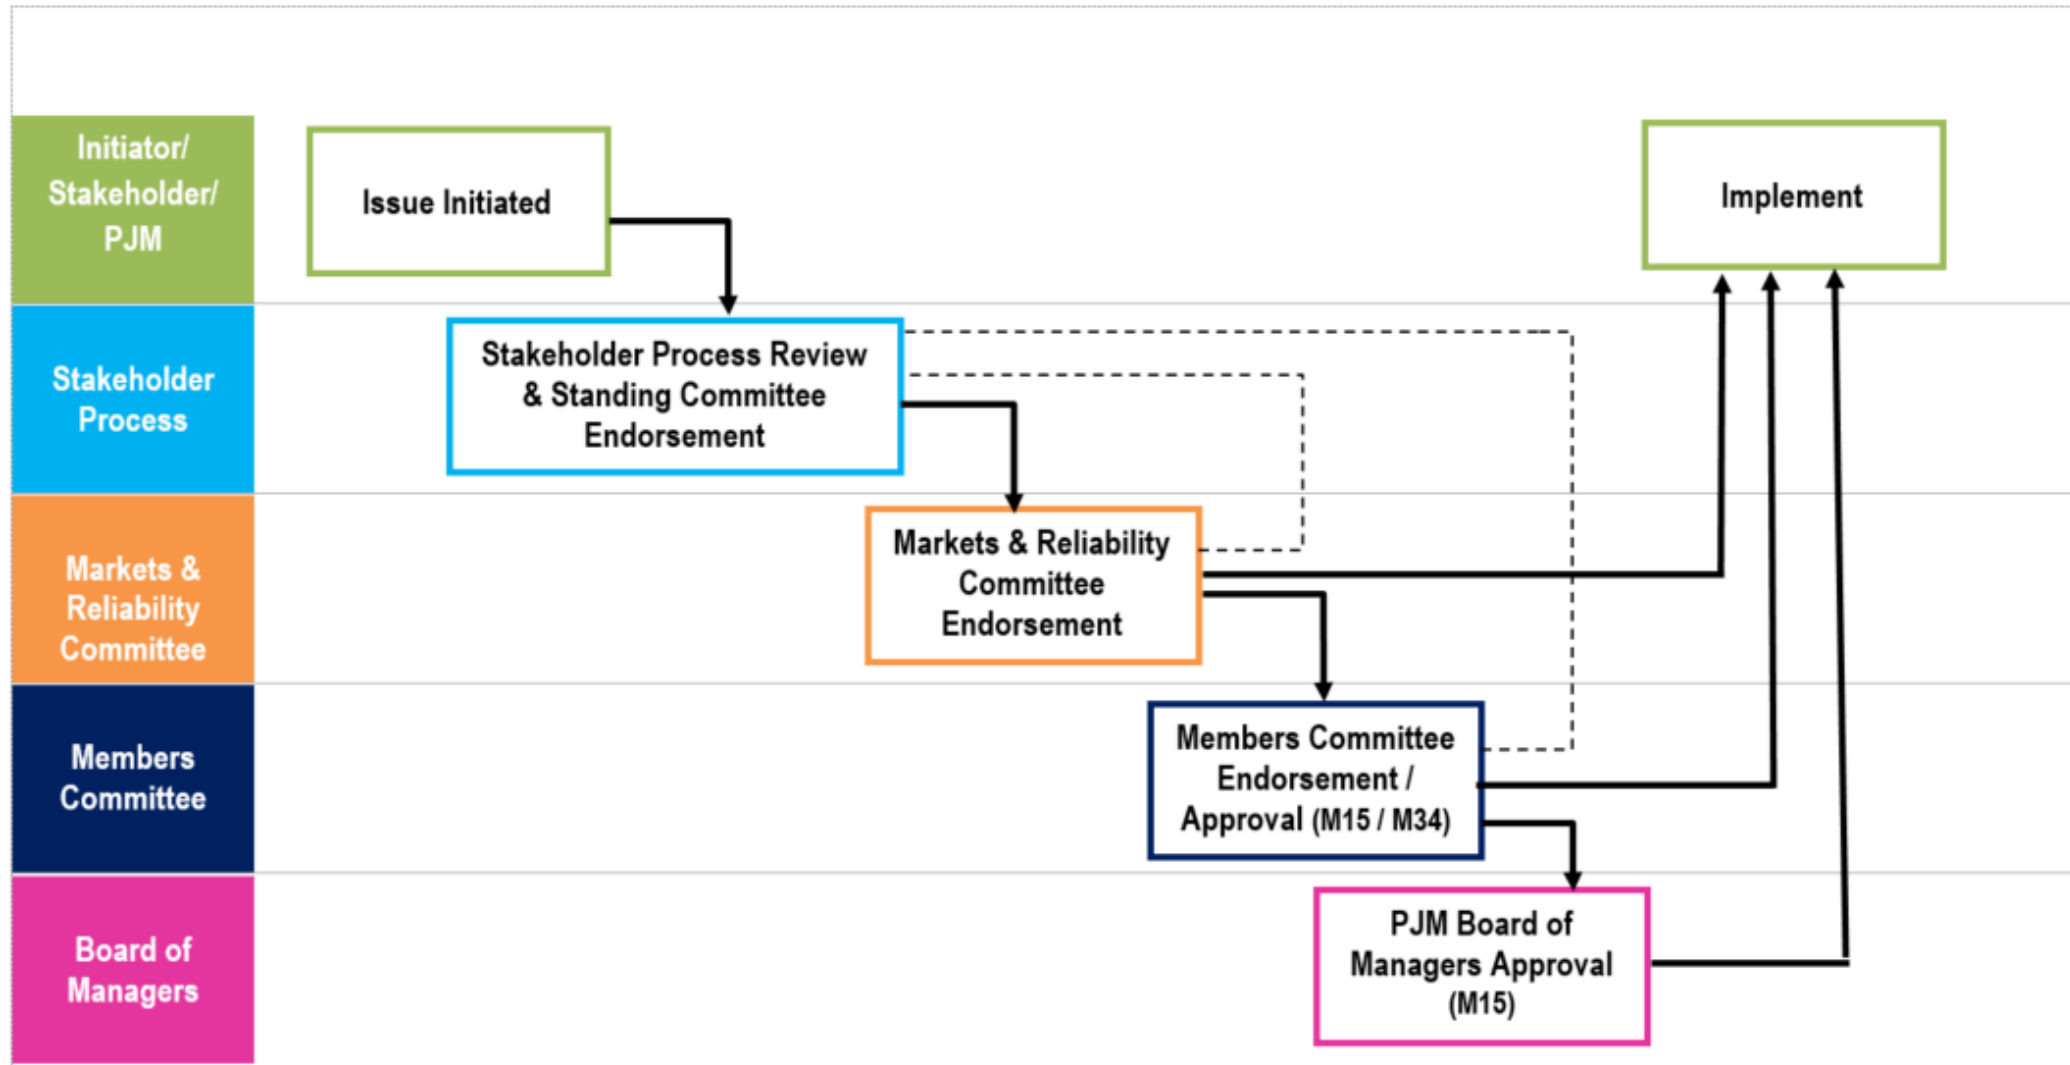 Initiator/
Stakeholder/
PJM
Issue Initiated
Implement
Stakeholder
Process
Stakeholder Process Review
& Standing Committee
Endorsement
Markets &
Reliability
Committee
Markets & Reliability
Committee
Endorsement
Members
Committee
Members Committee
Endorsement /
Approval (M15 / M34)
Board of
Managers
PJM Board of
Managers Approval
(M15)